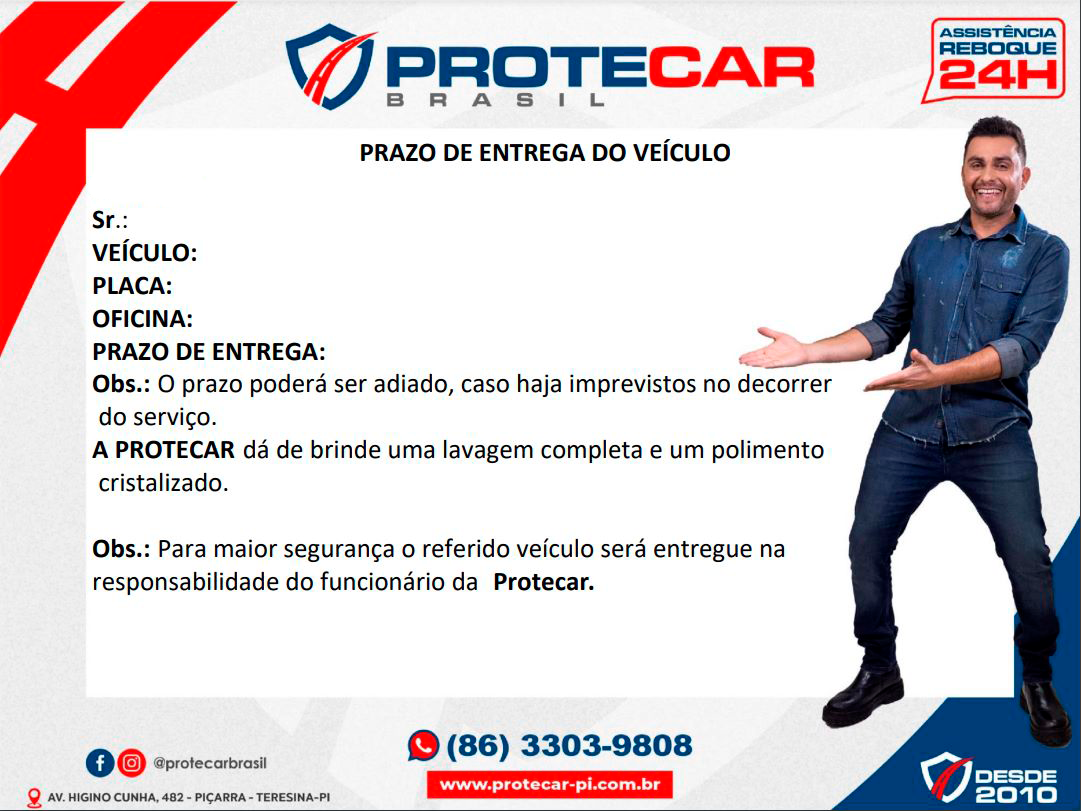 PROTECAR
BRASIL
ASSISTÊNCIA
REBOQUE
24H
PRAZO DE ENTREGA DO VEÍCULO
Sr.:
VEÍCULO:
PLACA:
OFICINA:
PRAZO DE ENTREGA:
Obs.: O prazo poderá ser adiado, caso haja imprevistos no decorrer
do serviço.
A PROTECAR dá de brinde uma lavagem completa e um polimento
cristalizado.
Obs.: Para maior segurança o referido veículo será entregue na
responsabilidade do funcionário da Protecar.
(86) 3303-9808
@protecarbrasil
www.protecar-pi.com.br
AV. HIGINO CUNHA, 482 - PIÇARRA - TERESINA-PI
DESDE
2010